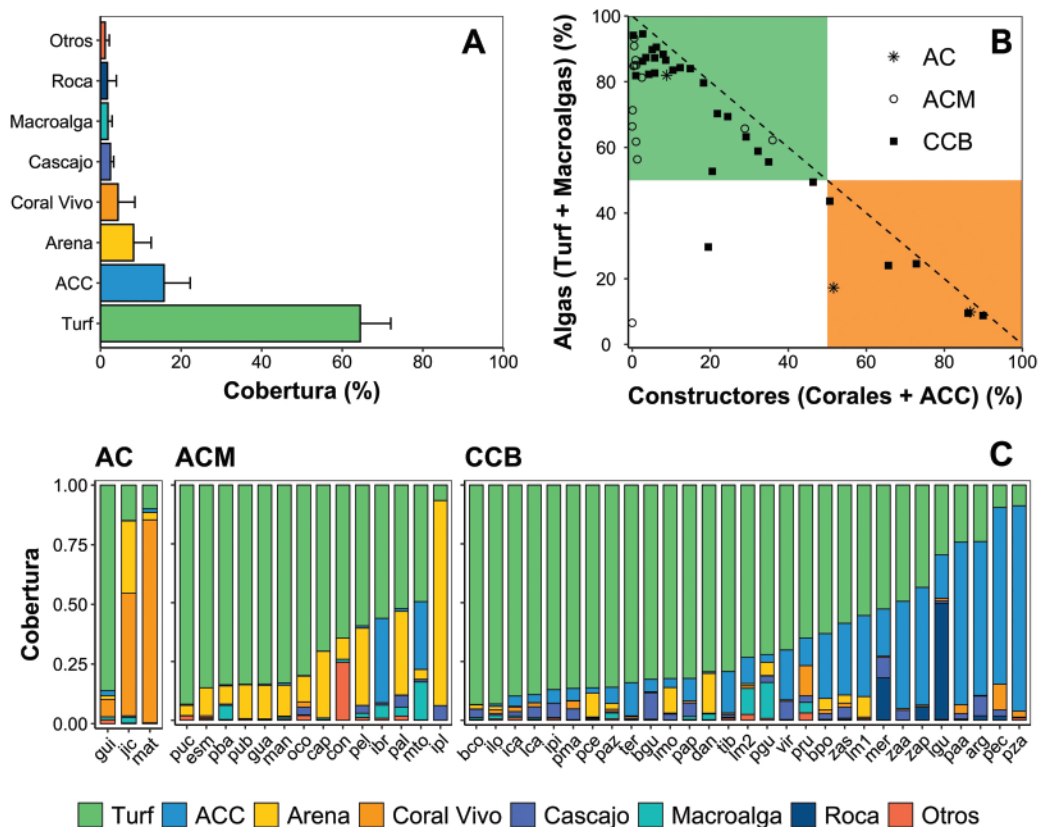 A
Otros
Roca
Macroalga
Cascajo
Coral Vivo
Arena
ACC
Turf
0 20 40 60 80 100
Cobertura (%)
B
Algas (Turf + Macroalgas) (%)
100
80
60
40
20
0
AC
ACM
CCB
0 20 40 60 80 100
Constructores (Corales + ACC) (%)
AC ACM CCB C
Cobertura
1.00
0.75
0.50
0.25
0.00
gui jic mat puc esm pba pub gua man oco cap con pei ibr pal mto ipl bco ilo ica lca ipi pma pce paz ter bgu lmo pap dan tib lm2 pgu vir pru bpo zas lm1 mer zaa zap igu paa arg pec pza
Turf ACC Arena Coral Vivo Cascajo Macroalga Roca Otros